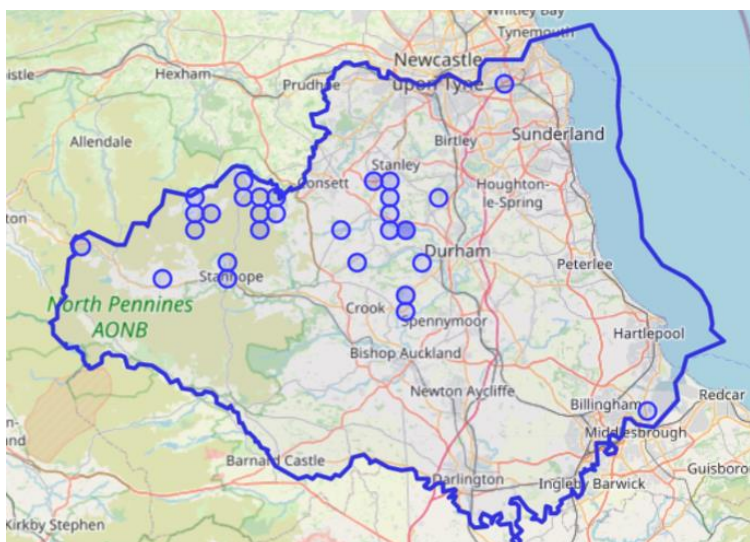 Whitley Bay
Tynemouth
Newcastle
upon Tyne
Hexham
Prudhoe
Allendale
Sunderland
Birtley
Stanley
Consett
Houghton-
le-Spring
Durham
Stanhope
Peterlee
North Pennines
AONB
Crook
Spennymoor
Hartlepool
Bishop Auckland
Newton Aycliffe
Billingham
Redcar
Middlesbrough
Barnard Castle
Guisboro
Darlington
Ingleby Barwick
Kirkby Stephen